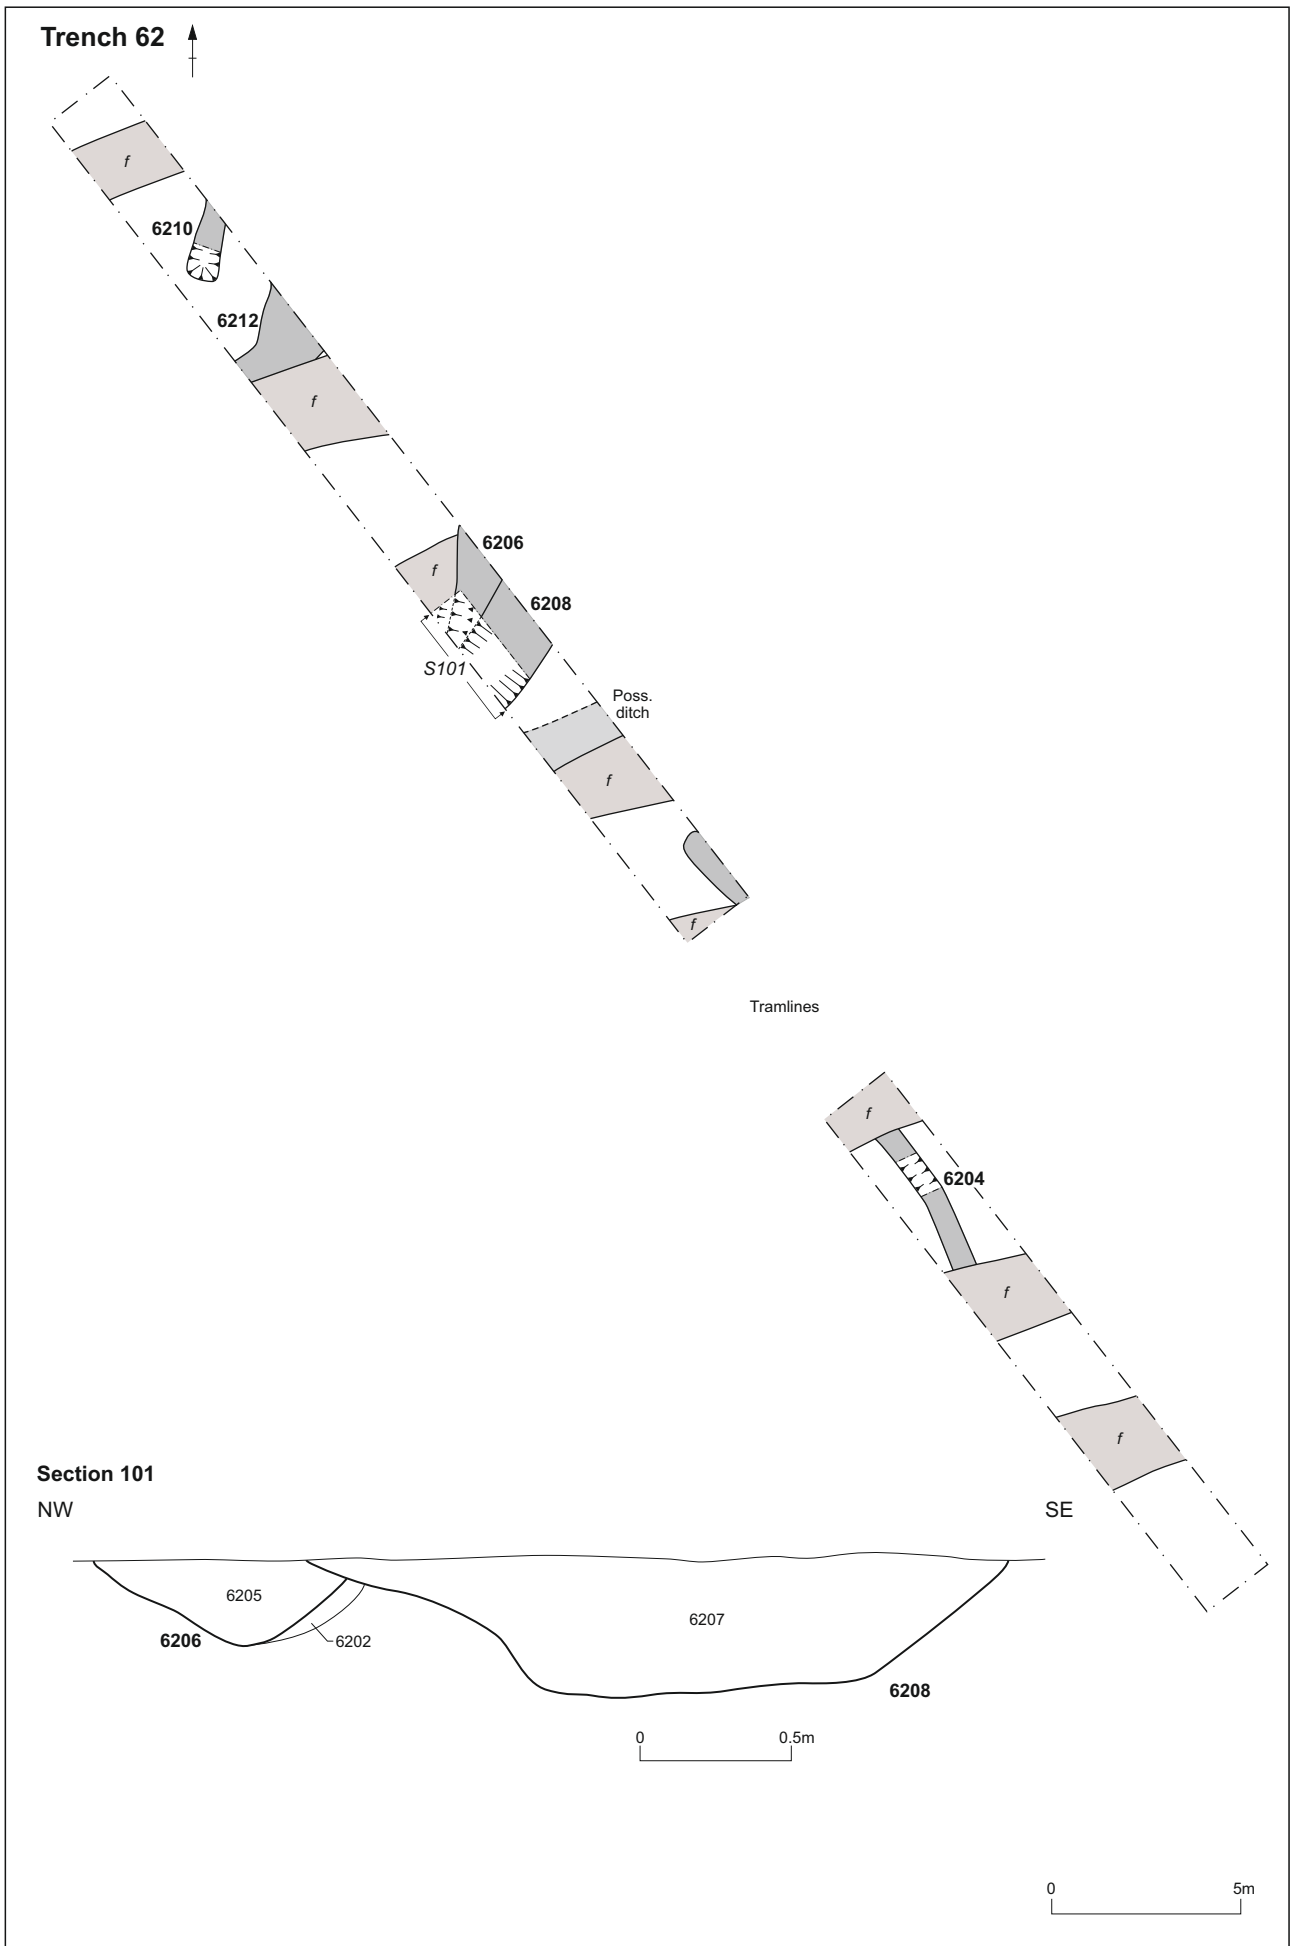 Trench 62
f
6210
6212
f
6206
f
6208
S101
Poss.
ditch
f
f
Tramlines
f
6204
f
f
Section 101
NW
SE
6205
6207
6206
6202
6208
0 0.5m
0 5m